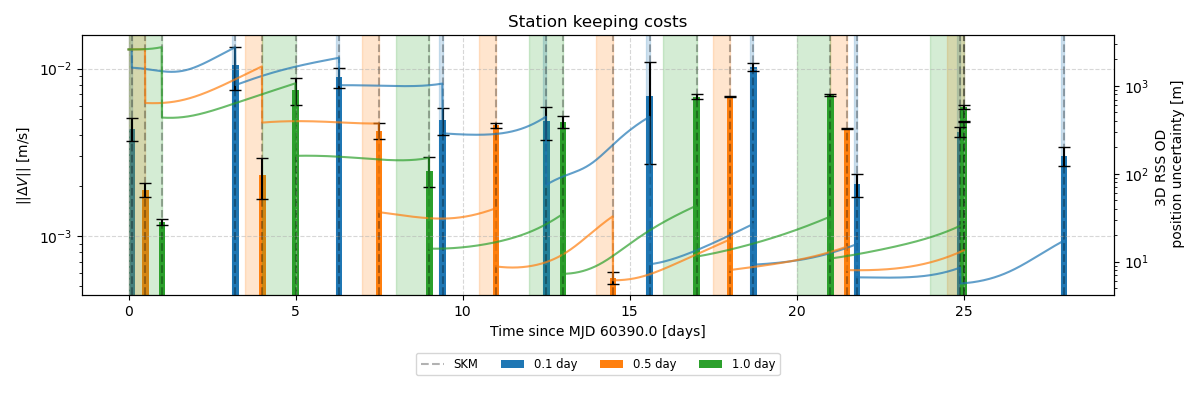 Station keeping costs
||ΔV|| [m/s]
10⁻²
10⁻³
10³
10²
10¹
3D RSS OD
position uncertainty [m]
0 5 10 15 20 25
Time since MJD 60390.0 [days]
SKM 0.1 day 0.5 day 1.0 day